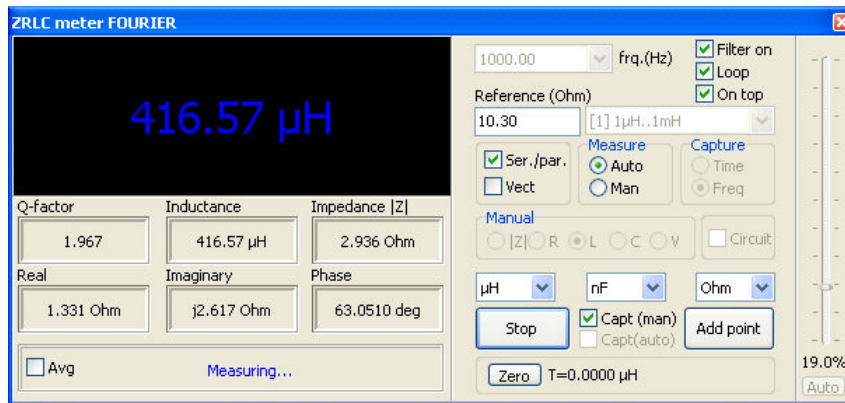 ZRLC meter FOURIER
416.57 µH
Q-factor Inductance Impedance |Z|
1.967 416.57 µH 2.936 Ohm
Real Imaginary Phase
1.331 Ohm j2.617 Ohm 63.0510 deg
Avg Measuring...
1000.00 frq.(Hz)
Filter on
Loop
On top
Reference (Ohm)
10.30 [1] 1µH..1mH
Ser./par.
Vect
Measure
Auto
Man
Capture
Time
Freq
Manual
|Z| R L C V Circuit
µH nF Ohm
Stop
Capt (man)
Capt(auto)
Add point
Zero T=0.0000 µH
19.0%
Auto